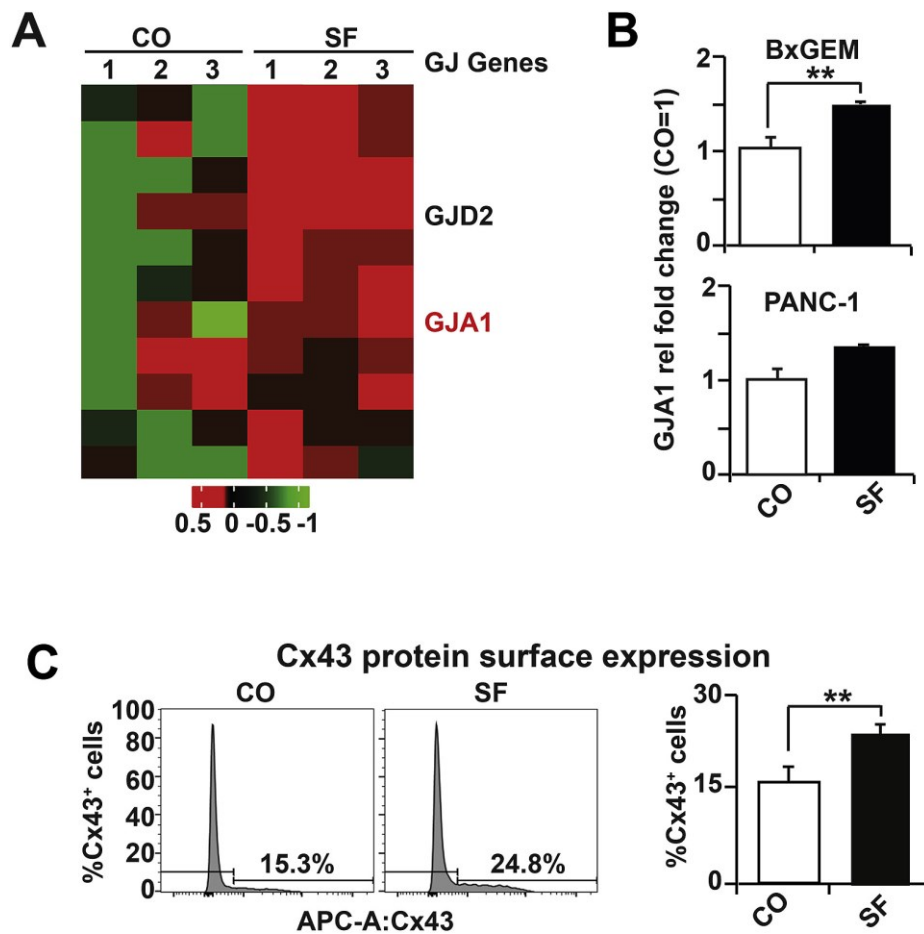 A
CO SF
1 2 3 1 2 3 GJ Genes
GJD2
GJA1
0.5 0 -0.5 -1
B
BxGEM
**
2
1
0
PANC-1
2
1
0
GJA1 rel fold change (CO=1)
CO SF
C
Cx43 protein surface expression
CO SF
%Cx43⁺ cells
100
80
60
40
20
0
15.3% 24.8%
APC-A:Cx43
%Cx43⁺ cells
30
15
0
**
CO SF